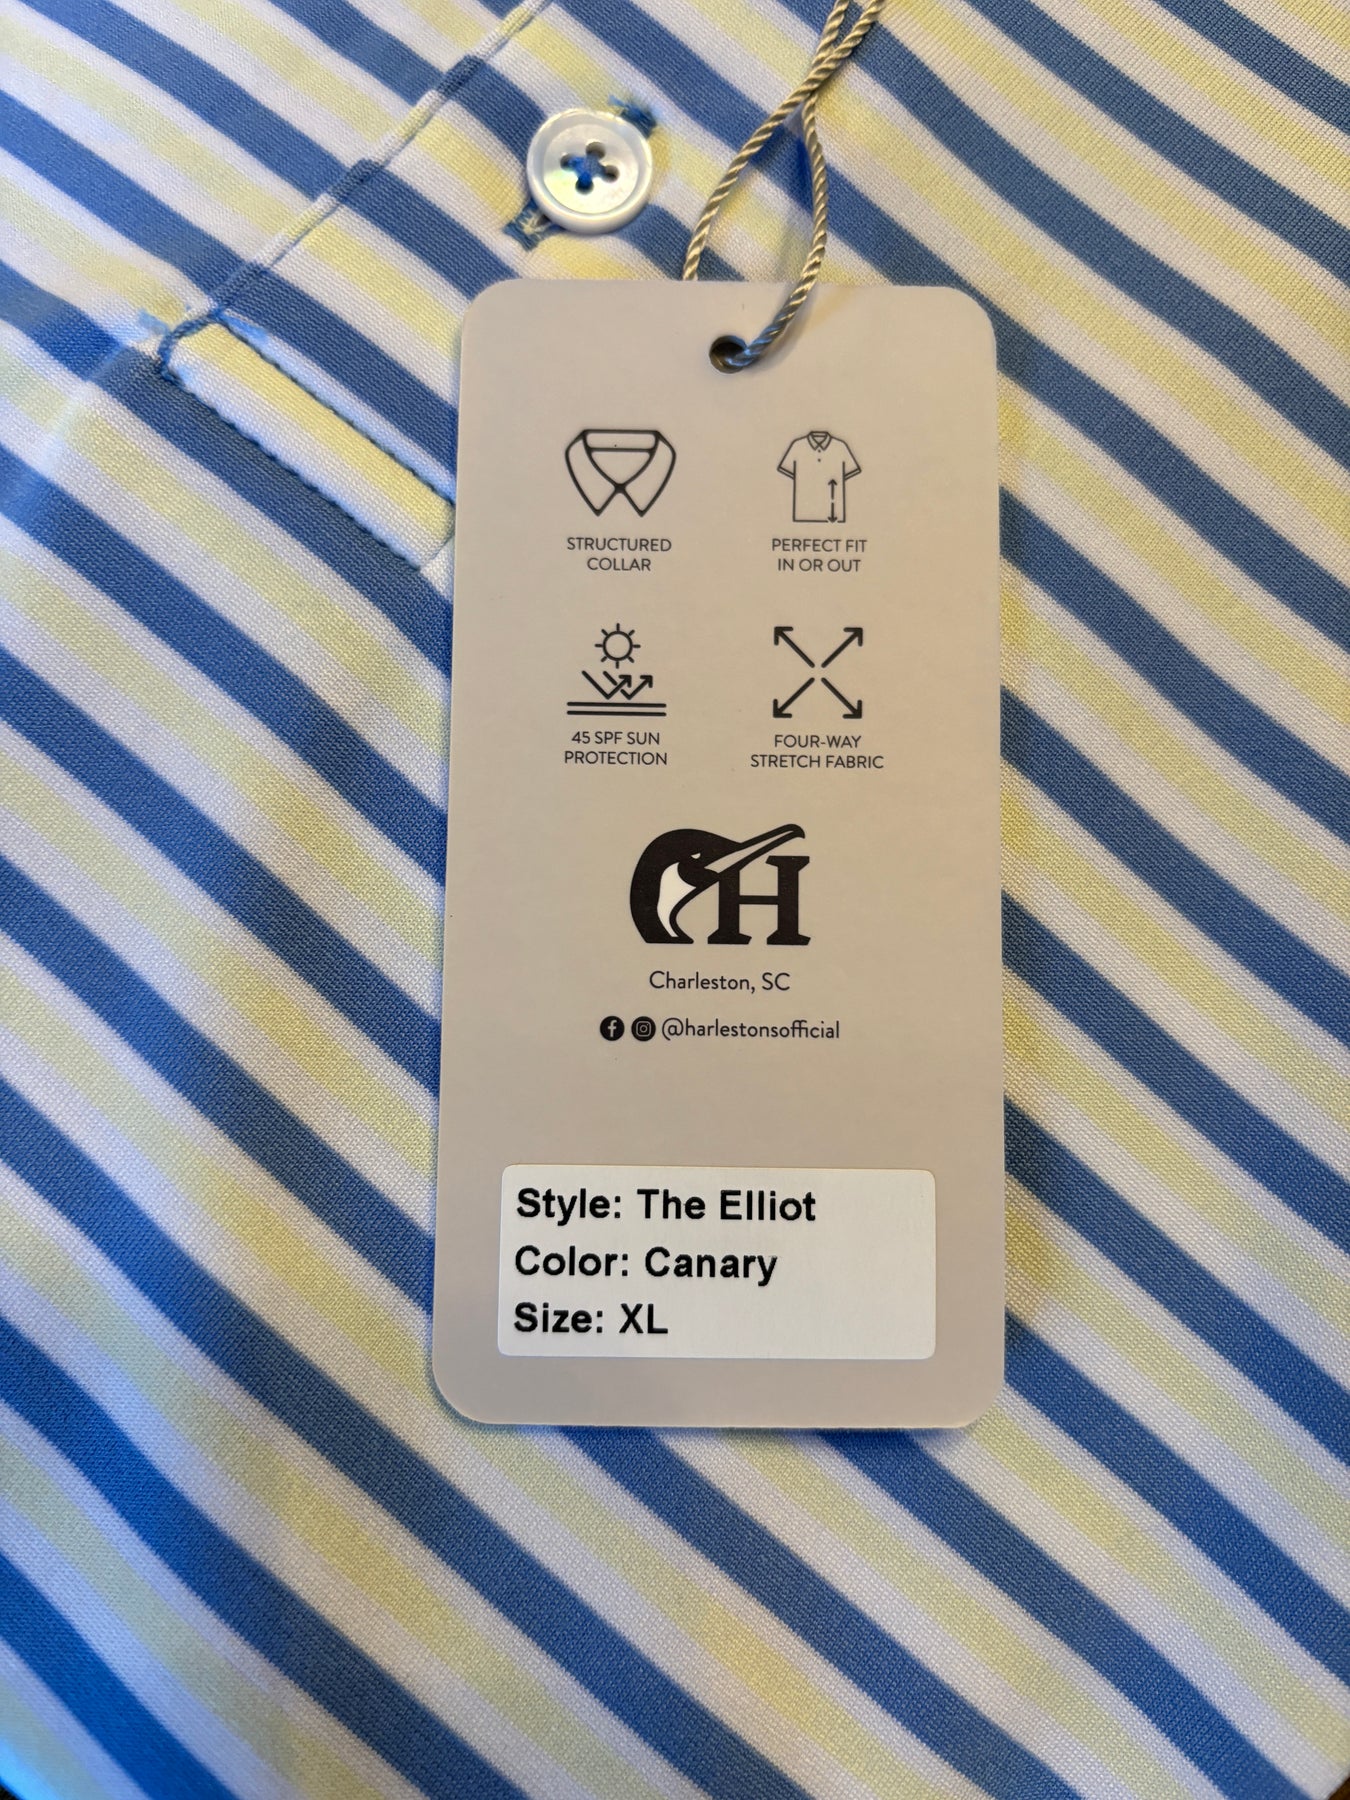 STRUCTURED
COLLAR
PERFECT FIT
IN OR OUT
45 SPF SUN
PROTECTION
FOUR-WAY
STRETCH FABRIC
H
Charleston, SC
@harlestonsofficial
Style: The Elliot
Color: Canary
Size: XL